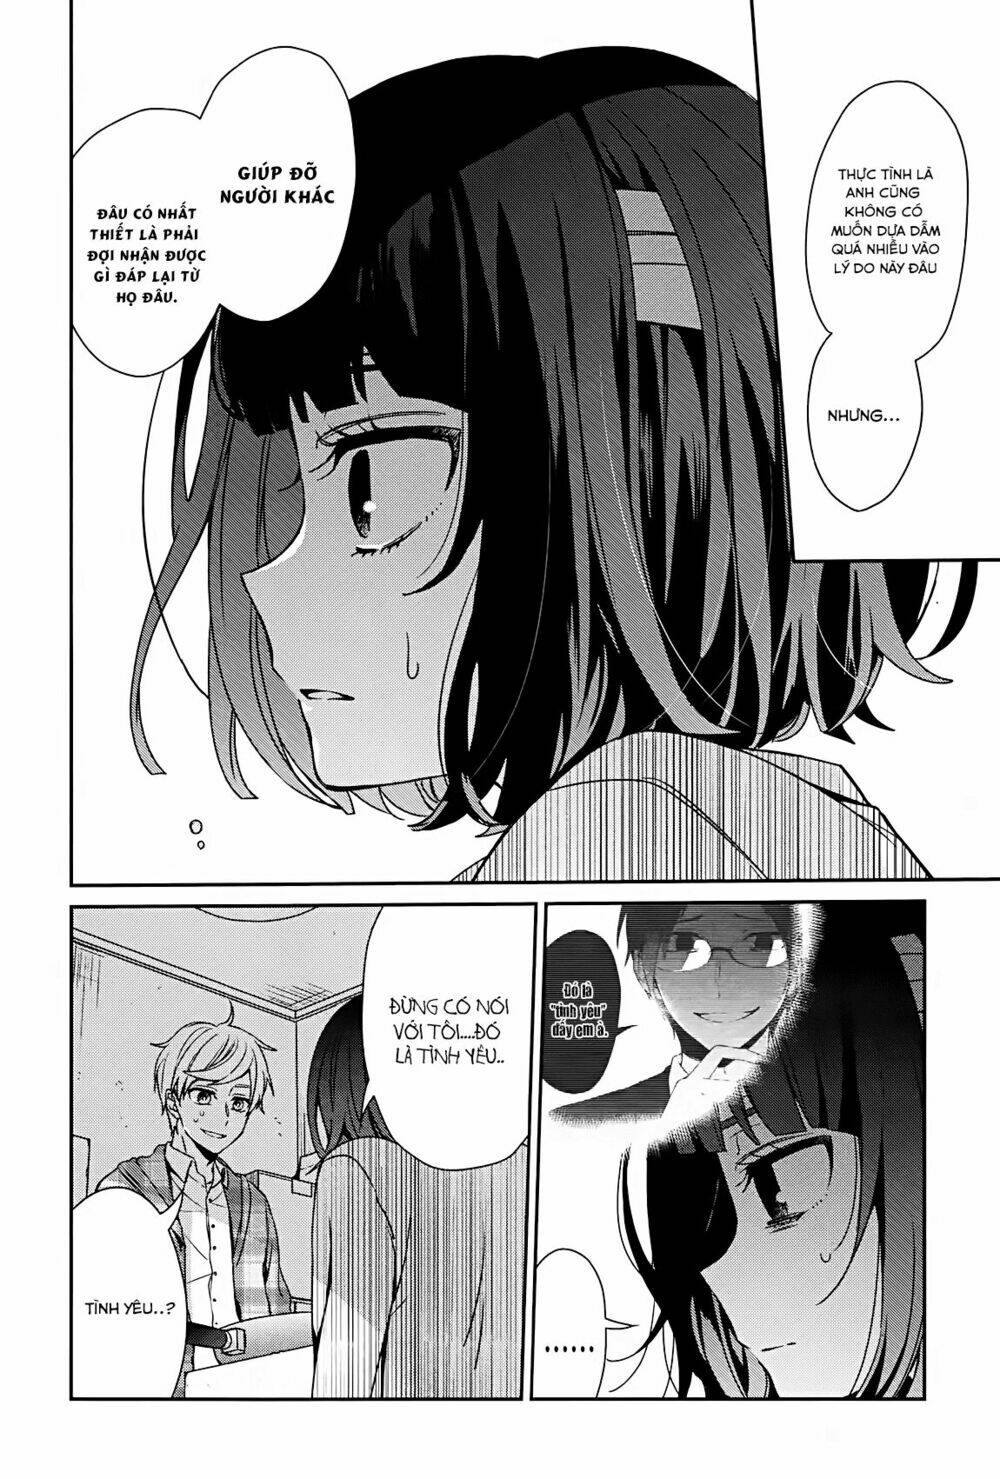 THỰC TÌNH LÀ
ANH CŨNG
KHÔNG CÓ
MUỐN DỰA DẪM
QUÁ NHIỀU VÀO
LÝ DO NÀY ĐÂU
NHƯNG...
GIÚP ĐỠ
NGƯỜI KHÁC
ĐÂU CÓ NHẤT
THIẾT LÀ PHẢI
ĐỢI NHẬN ĐƯỢC
GÌ ĐÁP LẠI TỪ
HỌ ĐÂU.
Đó là
"tình yêu"
đấy em à.
......
ĐỪNG CÓ NÓI
VỚI TÔI....ĐÓ
LÀ TÌNH YÊU..
TÌNH YÊU..?